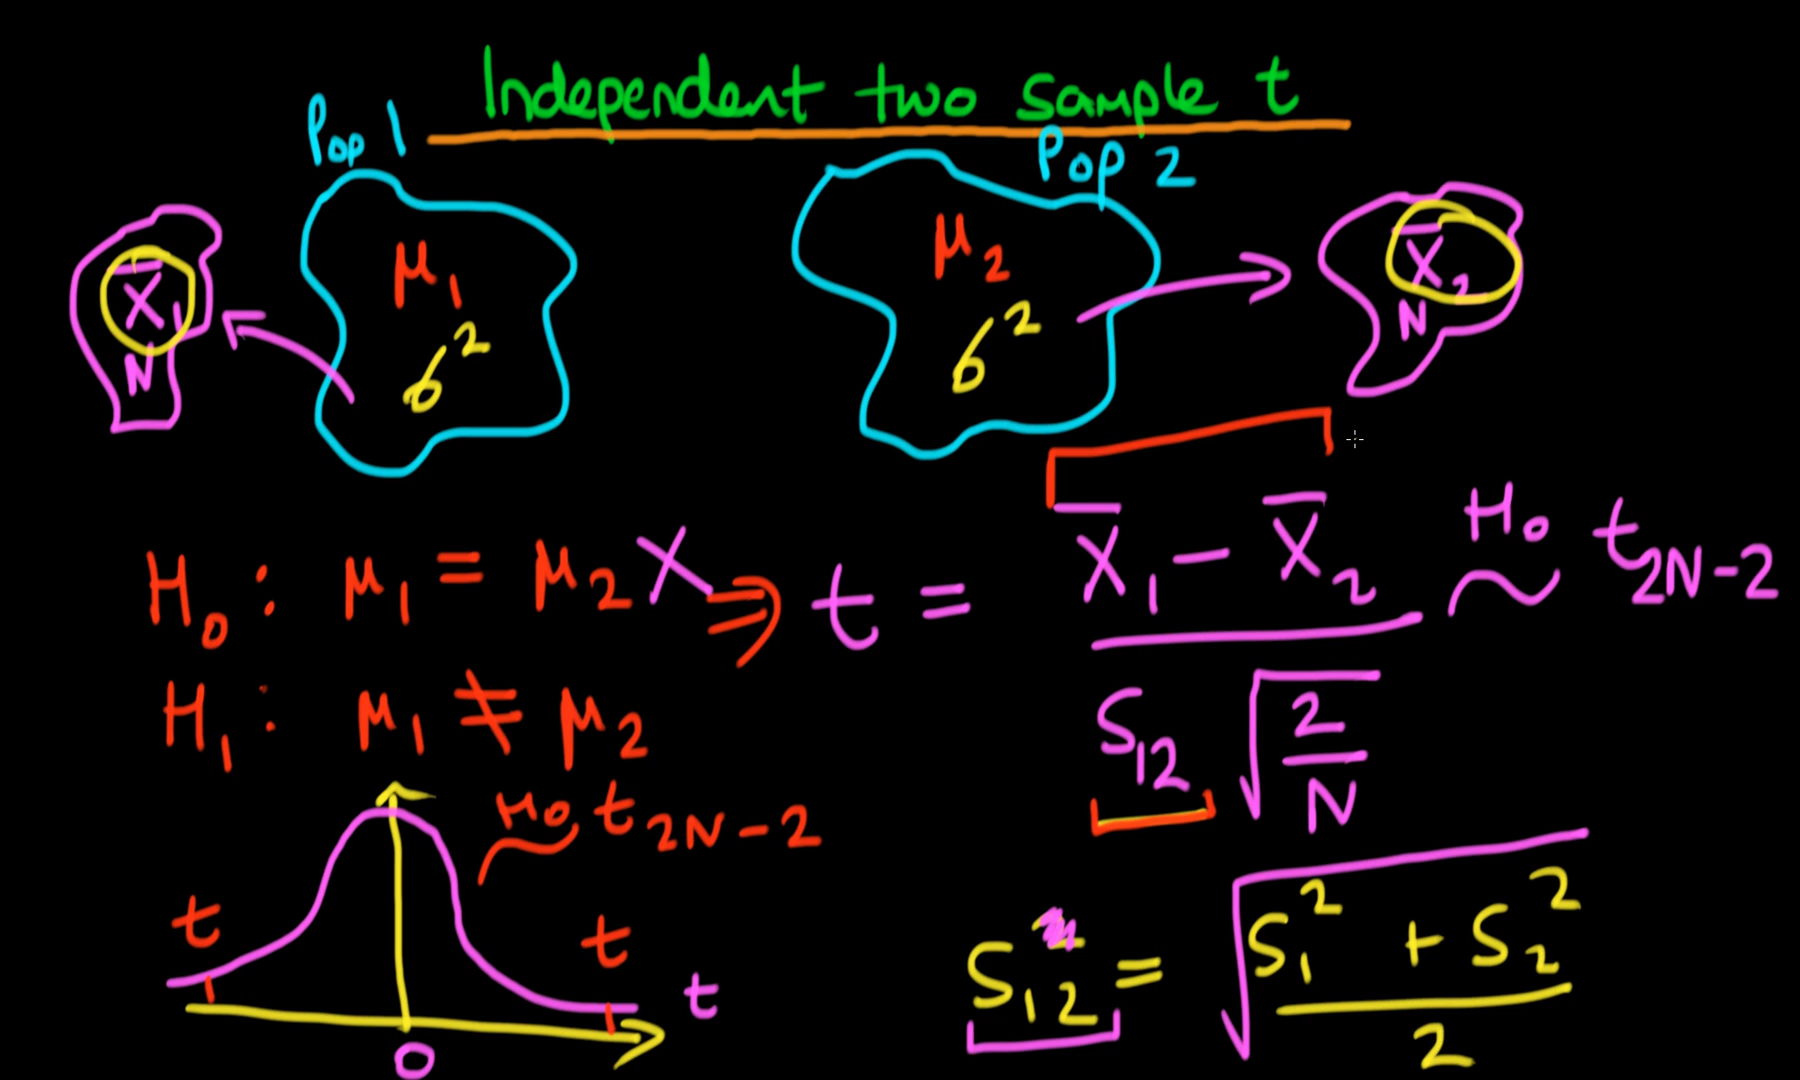 Independent two sample t
Pop 1
Pop 2
X̄₁
N
μ₁
σ²
μ₂
σ²
X̄₂
N
H₀ : μ₁ = μ₂ X ⇒ t = (X̄₁ − X̄₂) / (S₁₂ √(2/N)) ~ H₀ t₂N−₂
H₁ : μ₁ ≠ μ₂
~ H₀ t₂N−₂
t
t
t
0
S₁₂ = √((S₁² + S₂²) / 2)